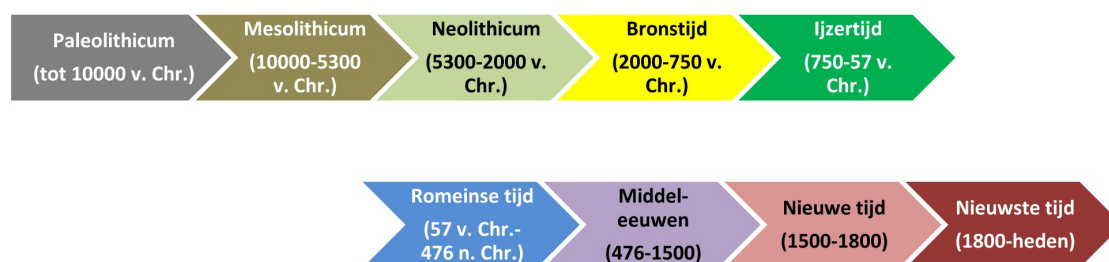 Paleolithicum
(tot 10000 v. Chr.)
Mesolithicum
(10000-5300
v. Chr.)
Neolithicum
(5300-2000 v.
Chr.)
Bronstijd
(2000-750 v.
Chr.)
Ijzertijd
(750-57 v.
Chr.)
Romeinse tijd
(57 v. Chr.-
476 n. Chr.)
Middel-
eeuwen
(476-1500)
Nieuwe tijd
(1500-1800)
Nieuwste tijd
(1800-heden)